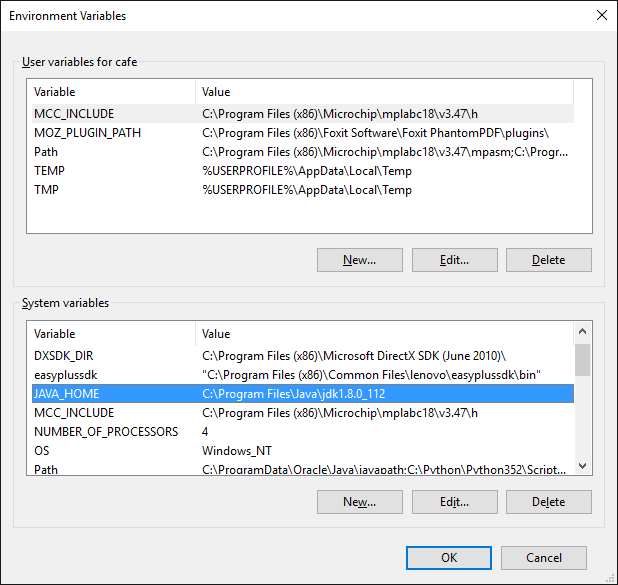 Environment Variables
User variables for cafe
Variable Value
MCC_INCLUDE C:\Program Files (x86)\Microchip\mplabc18\v3.47\h
MOZ_PLUGIN_PATH C:\Program Files (x86)\Foxit Software\Foxit PhantomPDF\plugins\
Path C:\Program Files (x86)\Microchip\mplabc18\v3.47\mpasm;C:\Progr...
TEMP %USERPROFILE%\AppData\Local\Temp
TMP %USERPROFILE%\AppData\Local\Temp
New... Edit... Delete
System variables
Variable Value
DXSDK_DIR C:\Program Files (x86)\Microsoft DirectX SDK (June 2010)\
easyplussdk "C:\Program Files (x86)\Common Files\lenovo\easyplussdk\bin"
JAVA_HOME C:\Program Files\Java\jdk1.8.0_112
MCC_INCLUDE C:\Program Files (x86)\Microchip\mplabc18\v3.47\h
NUMBER_OF_PROCESSORS 4
OS Windows_NT
Path C:\ProgramData\Oracle\Java\javapath;C:\Python\Python352\Script...
New... Edit... Delete
OK Cancel